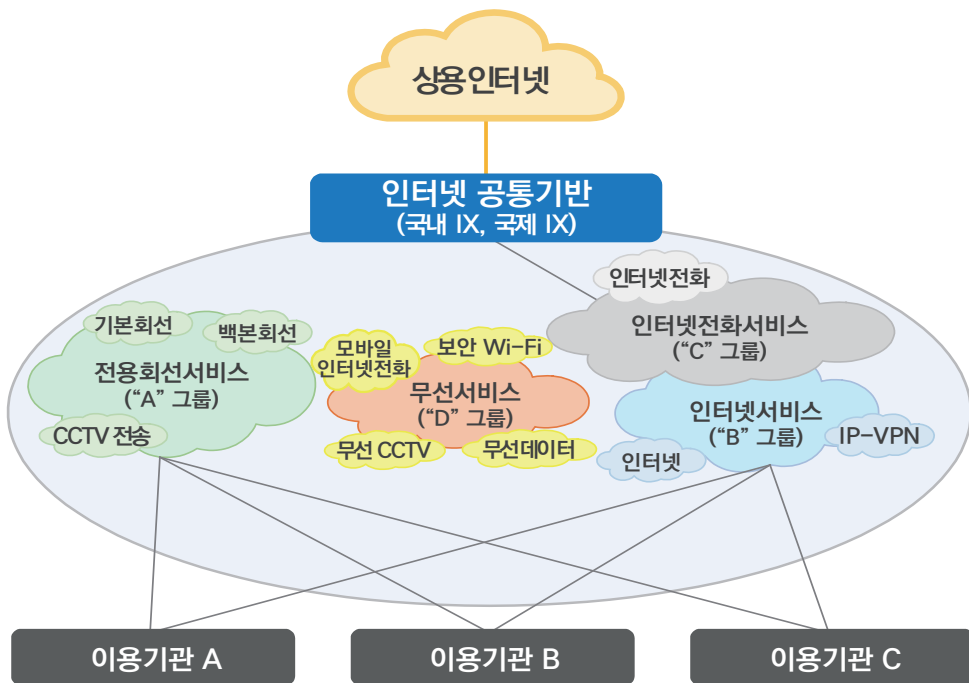 상용인터넷
인터넷 공통기반
(국내 IX, 국제 IX)
인터넷전화
기본회선
백본회선
인터넷전화서비스
(“C” 그룹)
모바일
인터넷전화
보안 Wi-Fi
전용회선서비스
(“A” 그룹)
무선서비스
(“D” 그룹)
인터넷서비스
(“B” 그룹)
CCTV 전송
무선 CCTV
무선데이터
인터넷
IP-VPN
이용기관 A
이용기관 B
이용기관 C